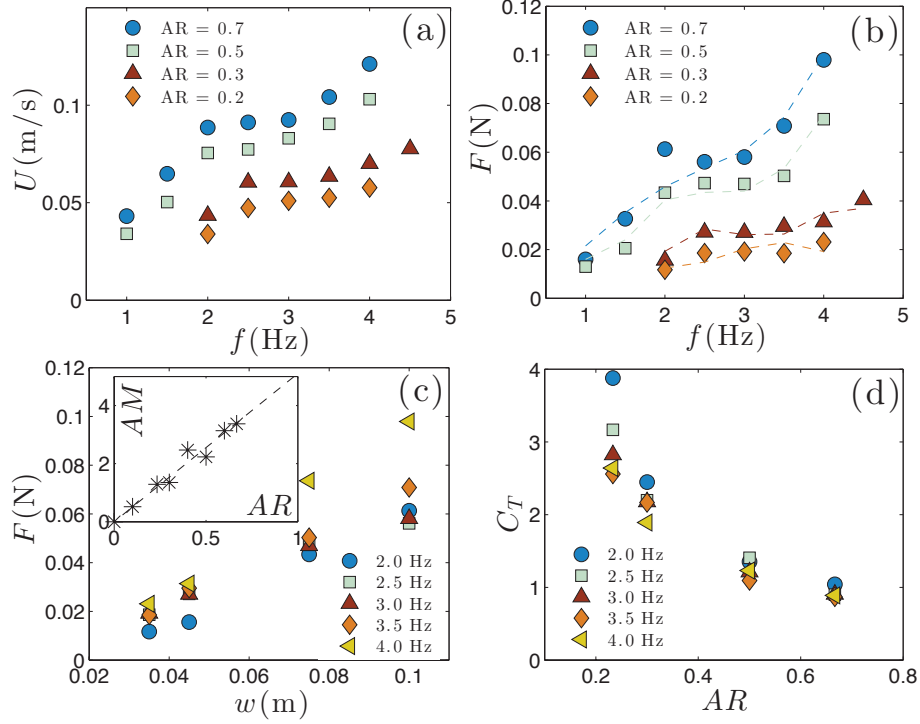 (a)
AR = 0.7
AR = 0.5
AR = 0.3
AR = 0.2
0.1
0.05
0
U(m/s)
1 2 3 4 5
f(Hz)
(b)
AR = 0.7
AR = 0.5
AR = 0.3
AR = 0.2
0.12
0.1
0.08
0.06
0.04
0.02
0
F(N)
1 2 3 4 5
f(Hz)
(c)
0.12
0.1
0.08
0.06
0.04
0.02
0
F(N)
AM
4
2
0
0 0.5 1
AR
2.0 Hz
2.5 Hz
3.0 Hz
3.5 Hz
4.0 Hz
0.02 0.04 0.06 0.08 0.1
w(m)
(d)
4
3
2
1
0
C_T
2.0 Hz
2.5 Hz
3.0 Hz
3.5 Hz
4.0 Hz
0.2 0.4 0.6 0.8
AR